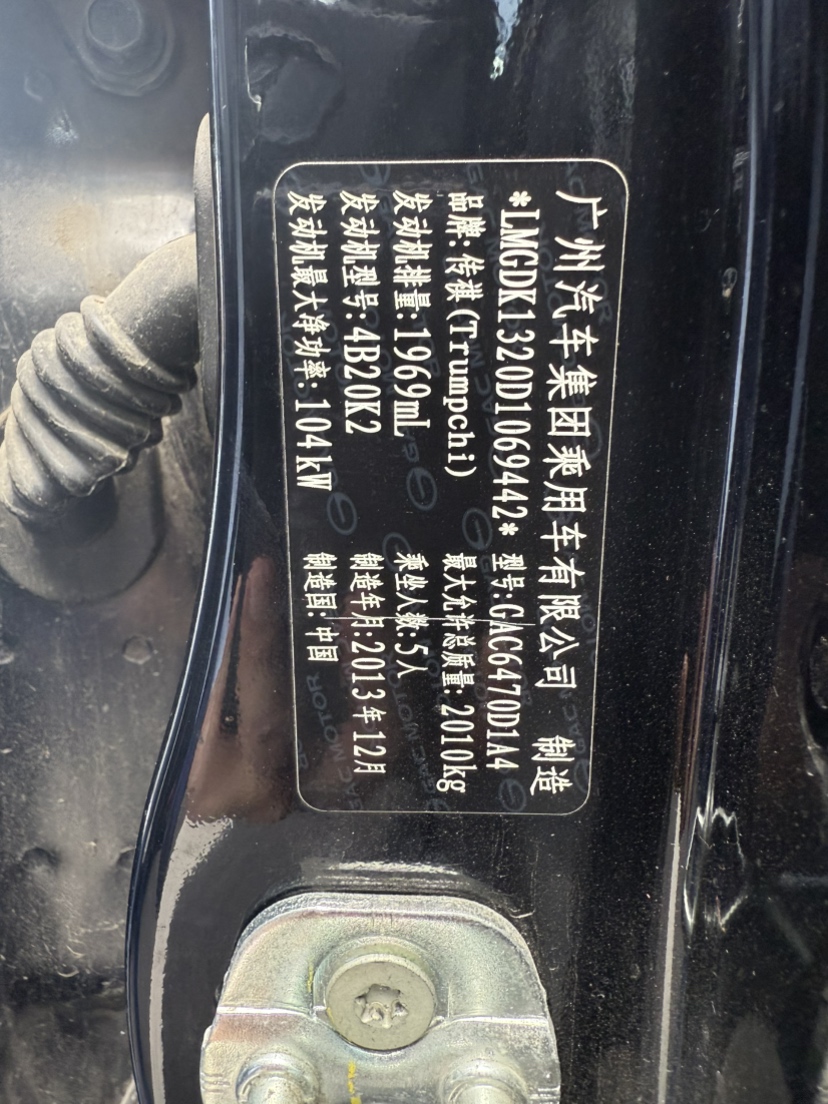 广州汽车集团乘用车有限公司 制造
*LMGDK1320D1069442* 型号:GAC6470D1A4
品牌:传祺(Trumpchi) 最大允许总质量:2010kg
发动机排量:1969mL 乘坐人数:5人
发动机型号:4B20K2 制造年月:2013年12月
发动机最大净功率:104kW 制造国:中国